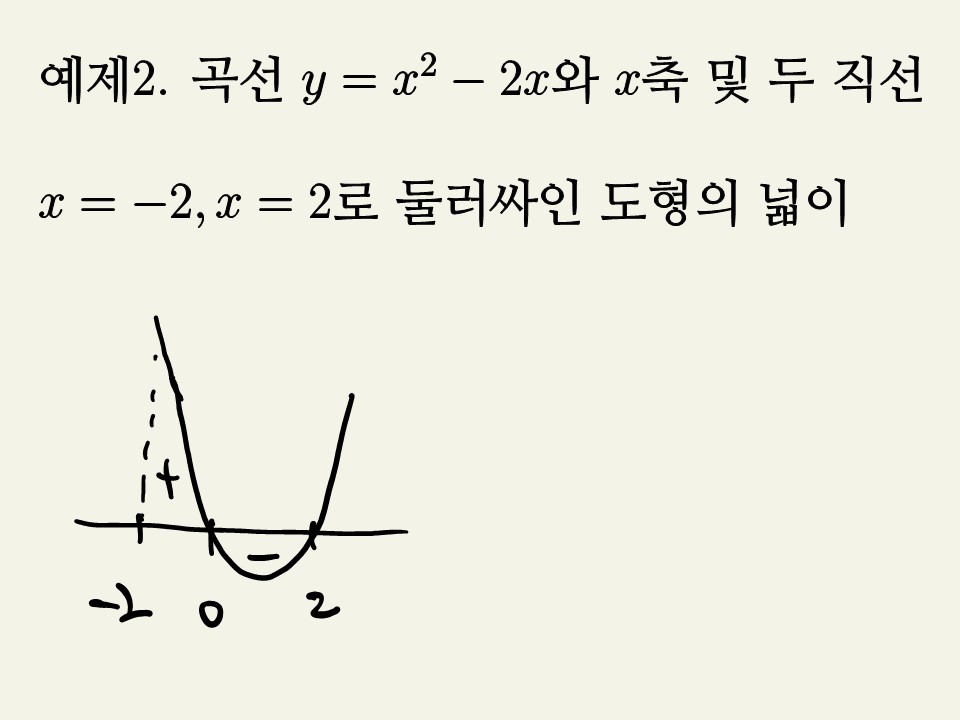 예제2. 곡선 y = x² − 2x와 x축 및 두 직선
x = −2, x = 2로 둘러싸인 도형의 넓이
+
−
-2 0 2